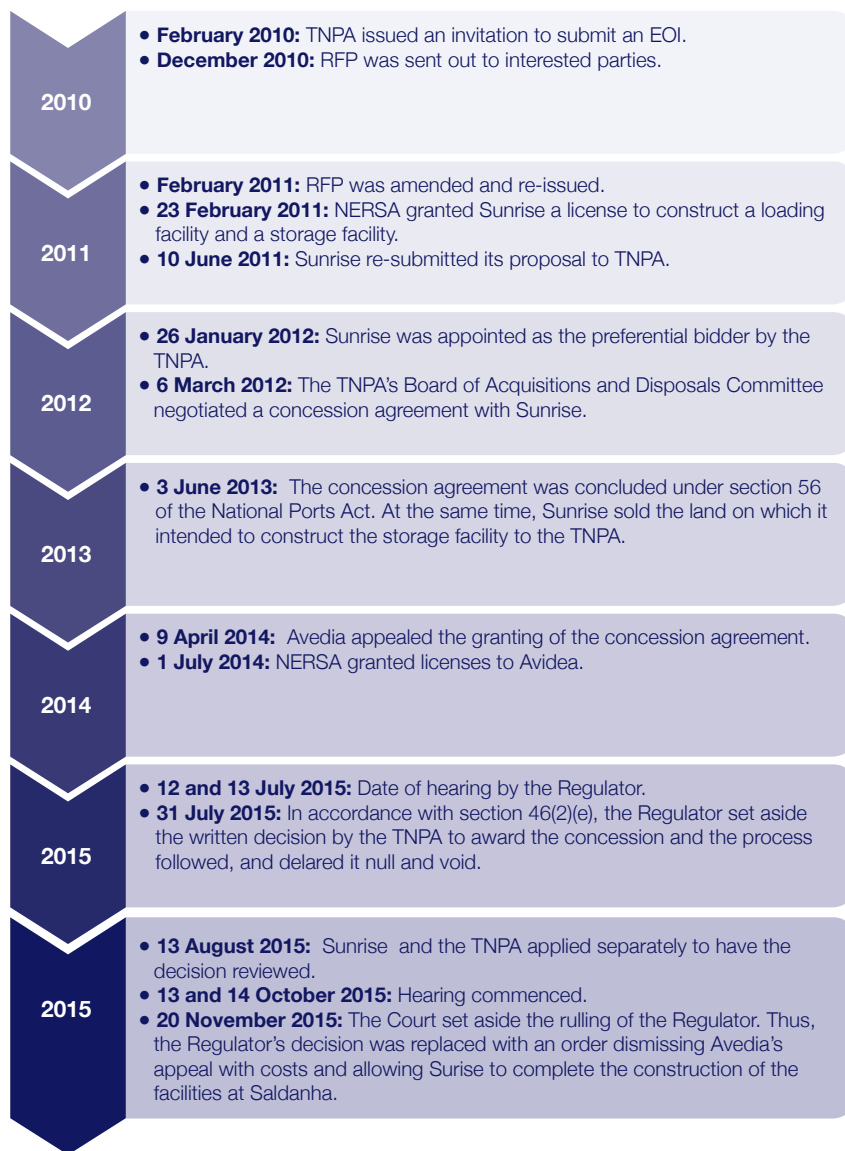 2010
• February 2010: TNPA issued an invitation to submit an EOI.
• December 2010: RFP was sent out to interested parties.
2011
• February 2011: RFP was amended and re-issued.
• 23 February 2011: NERSA granted Sunrise a license to construct a loading
facility and a storage facility.
• 10 June 2011: Sunrise re-submitted its proposal to TNPA.
2012
• 26 January 2012: Sunrise was appointed as the preferential bidder by the
TNPA.
• 6 March 2012: The TNPA's Board of Acquisitions and Disposals Committee
negotiated a concession agreement with Sunrise.
2013
• 3 June 2013: The concession agreement was concluded under section 56
of the National Ports Act. At the same time, Sunrise sold the land on which it
intended to construct the storage facility to the TNPA.
2014
• 9 April 2014: Avedia appealed the granting of the concession agreement.
• 1 July 2014: NERSA granted licenses to Avidea.
2015
• 12 and 13 July 2015: Date of hearing by the Regulator.
• 31 July 2015: In accordance with section 46(2)(e), the Regulator set aside
the written decision by the TNPA to award the concession and the process
followed, and delared it null and void.
2015
• 13 August 2015: Sunrise and the TNPA applied separately to have the
decision reviewed.
• 13 and 14 October 2015: Hearing commenced.
• 20 November 2015: The Court set aside the rulling of the Regulator. Thus,
the Regulator's decision was replaced with an order dismissing Avedia's
appeal with costs and allowing Surise to complete the construction of the
facilities at Saldanha.